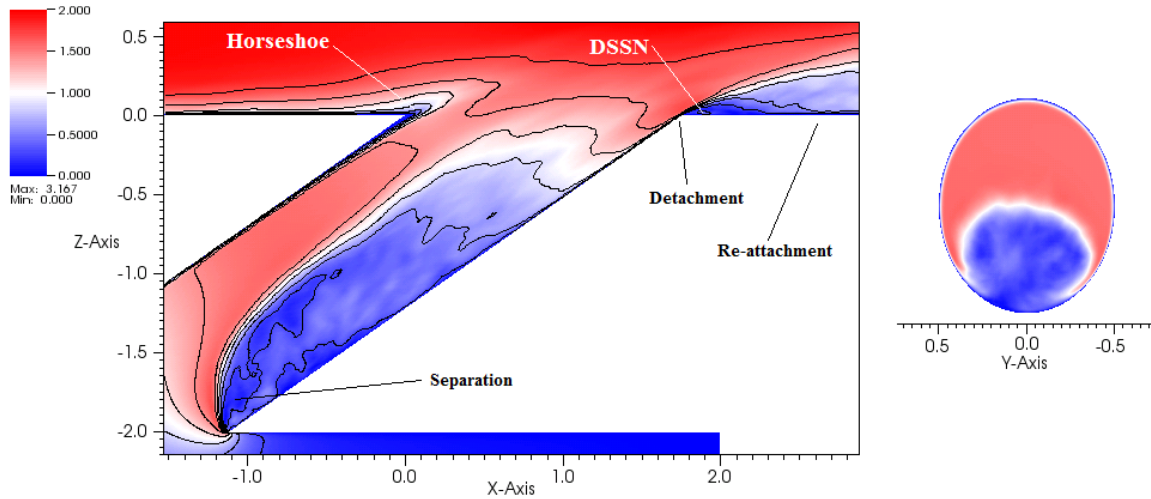 2.000
1.500
1.000
0.5000
0.000
Max: 3.167
Min: 0.000
Horseshoe
DSSN
Detachment
Re-attachment
Separation
0.5
0.0
-0.5
-1.0
-1.5
-2.0
Z-Axis
-1.0 0.0 1.0 2.0
X-Axis
0.5 0.0 -0.5
Y-Axis